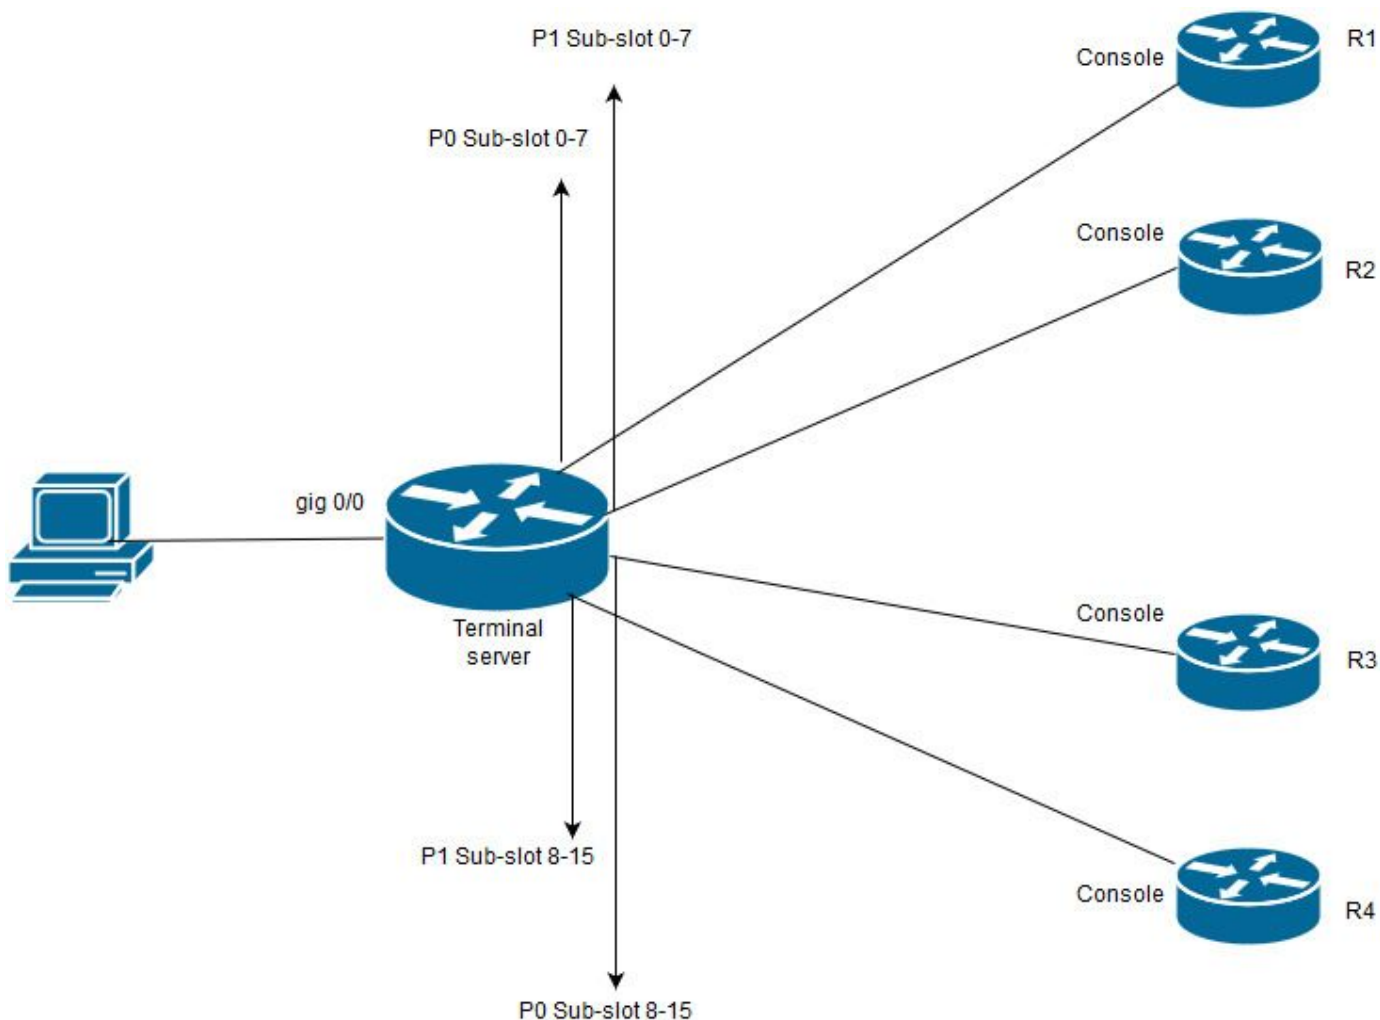 P1 Sub-slot 0-7
R1
Console
P0 Sub-slot 0-7
Console
R2
gig 0/0
Terminal
server
Console
R3
P1 Sub-slot 8-15
Console
R4
P0 Sub-slot 8-15